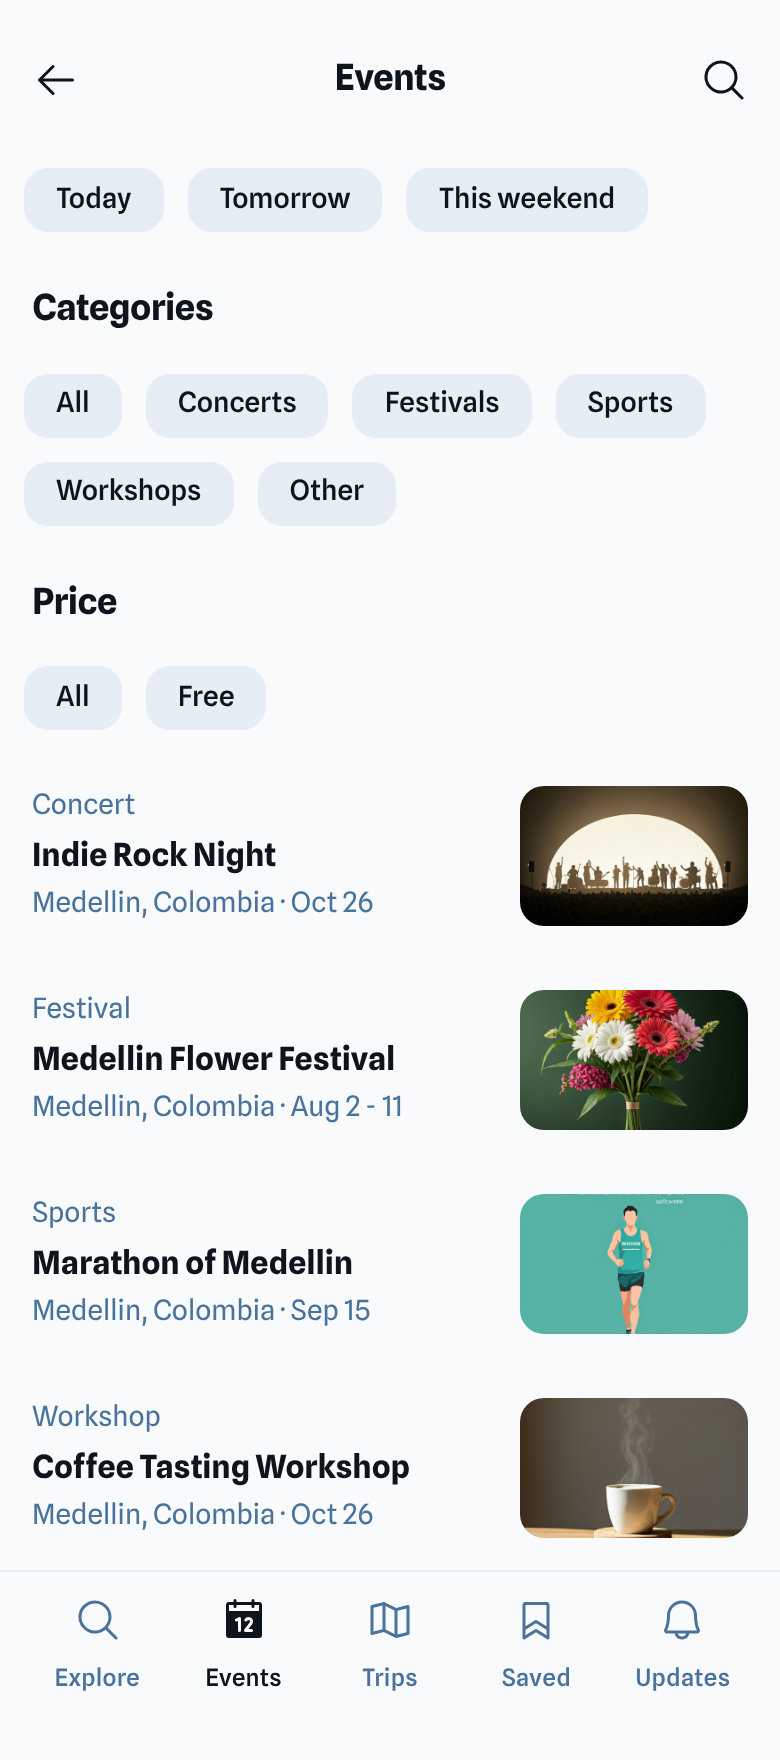 Events
Today Tomorrow This weekend
Categories
All Concerts Festivals Sports
Workshops Other
Price
All Free
Concert
Indie Rock Night
Medellin, Colombia · Oct 26
Festival
Medellin Flower Festival
Medellin, Colombia · Aug 2 - 11
Sports
Marathon of Medellin
Medellin, Colombia · Sep 15
Workshop
Coffee Tasting Workshop
Medellin, Colombia · Oct 26
12
Explore Events Trips Saved Updates